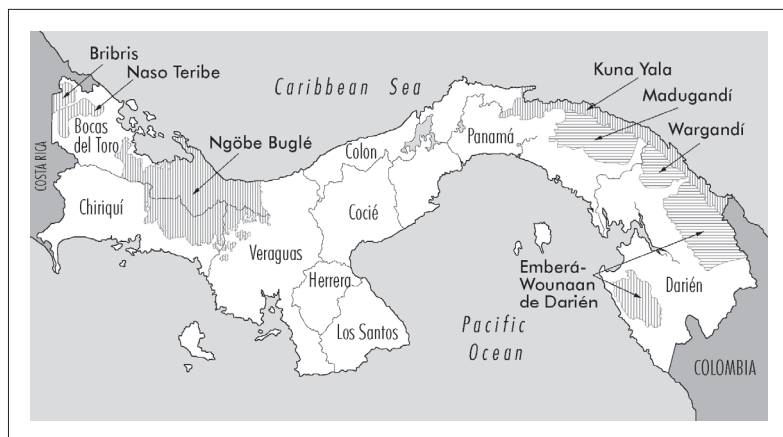 Bribris
Naso Teribe
Caribbean Sea
Kuna Yala
Madugandí
Wargandí
Bocas
del Toro
Ngöbe Buglé
Colon
Panamá
COSTA RICA
Chiriquí
Coclé
Veraguas
Herrera
Los Santos
Emberá-
Wounaan
de Darién
Darién
Pacific
Ocean
COLOMBIA